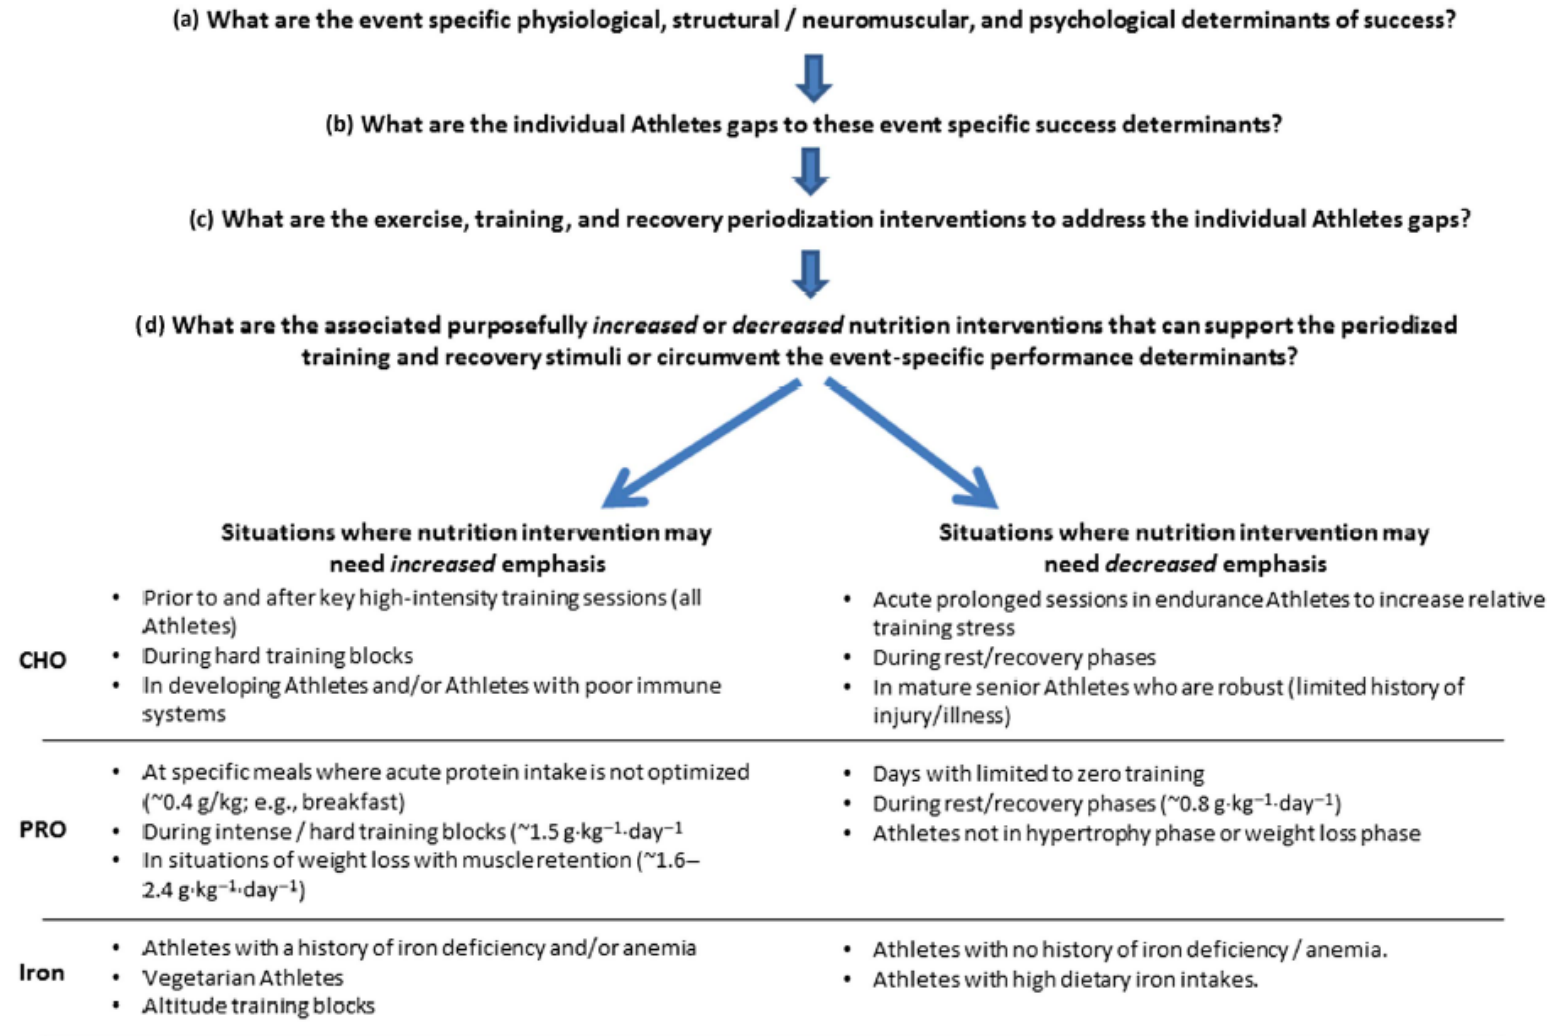 (a) What are the event specific physiological, structural / neuromuscular, and psychological determinants of success?
(b) What are the individual Athletes gaps to these event specific success determinants?
(c) What are the exercise, training, and recovery periodization interventions to address the individual Athletes gaps?
(d) What are the associated purposefully increased or decreased nutrition interventions that can support the periodized
training and recovery stimuli or circumvent the event-specific performance determinants?
Situations where nutrition intervention may
need increased emphasis
Situations where nutrition intervention may
need decreased emphasis
CHO
• Prior to and after key high-intensity training sessions (all
Athletes)
• During hard training blocks
• In developing Athletes and/or Athletes with poor immune
systems
• Acute prolonged sessions in endurance Athletes to increase relative
training stress
• During rest/recovery phases
• In mature senior Athletes who are robust (limited history of
injury/illness)
PRO
• At specific meals where acute protein intake is not optimized
(~0.4 g/kg; e.g., breakfast)
• During intense / hard training blocks (~1.5 g·kg⁻¹·day⁻¹
• In situations of weight loss with muscle retention (~1.6–
2.4 g·kg⁻¹·day⁻¹)
• Days with limited to zero training
• During rest/recovery phases (~0.8 g·kg⁻¹·day⁻¹)
• Athletes not in hypertrophy phase or weight loss phase
Iron
• Athletes with a history of iron deficiency and/or anemia
• Vegetarian Athletes
• Altitude training blocks
• Athletes with no history of iron deficiency / anemia.
• Athletes with high dietary iron intakes.